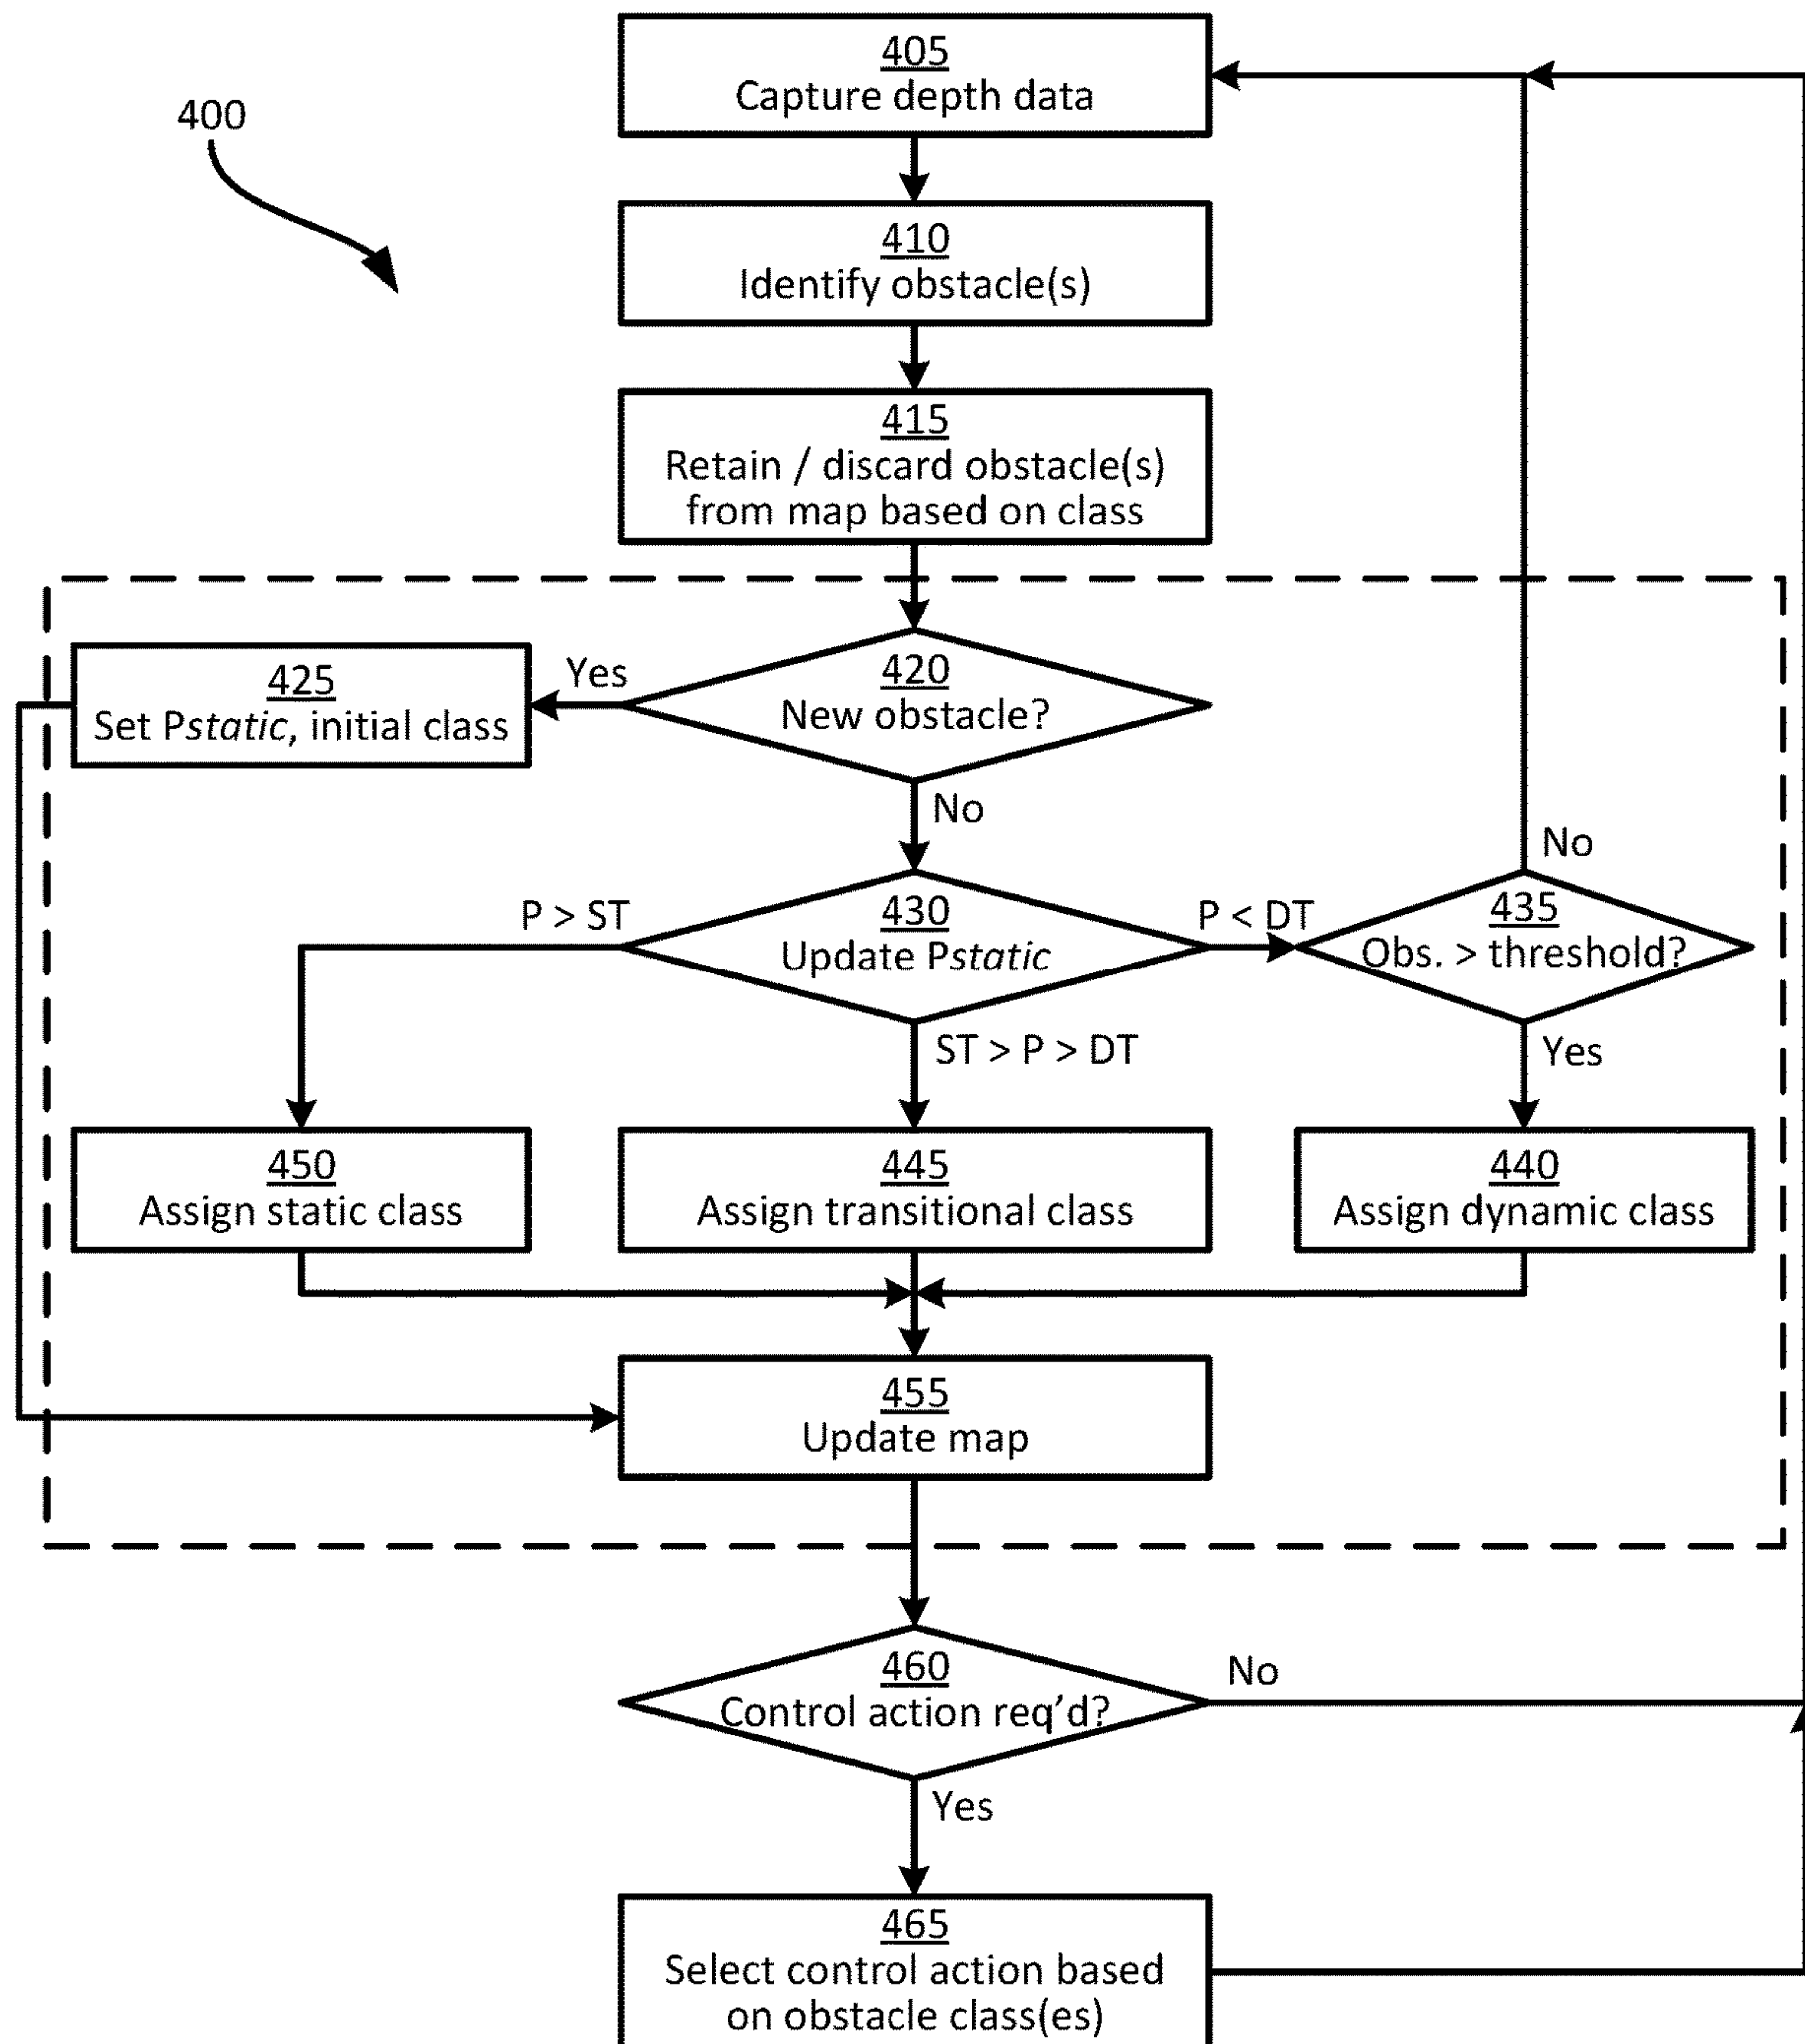 405
Capture depth data
400
410
Identify obstacle(s)
415
Retain / discard obstacle(s)
from map based on class
425
Set Pstatic, initial class
Yes
420
New obstacle?
No
No
P > ST
430
Update Pstatic
P < DT
435
Obs. > threshold?
ST > P > DT
Yes
450
Assign static class
445
Assign transitional class
440
Assign dynamic class
455
Update map
460
Control action req’d?
No
Yes
465
Select control action based
on obstacle class(es)